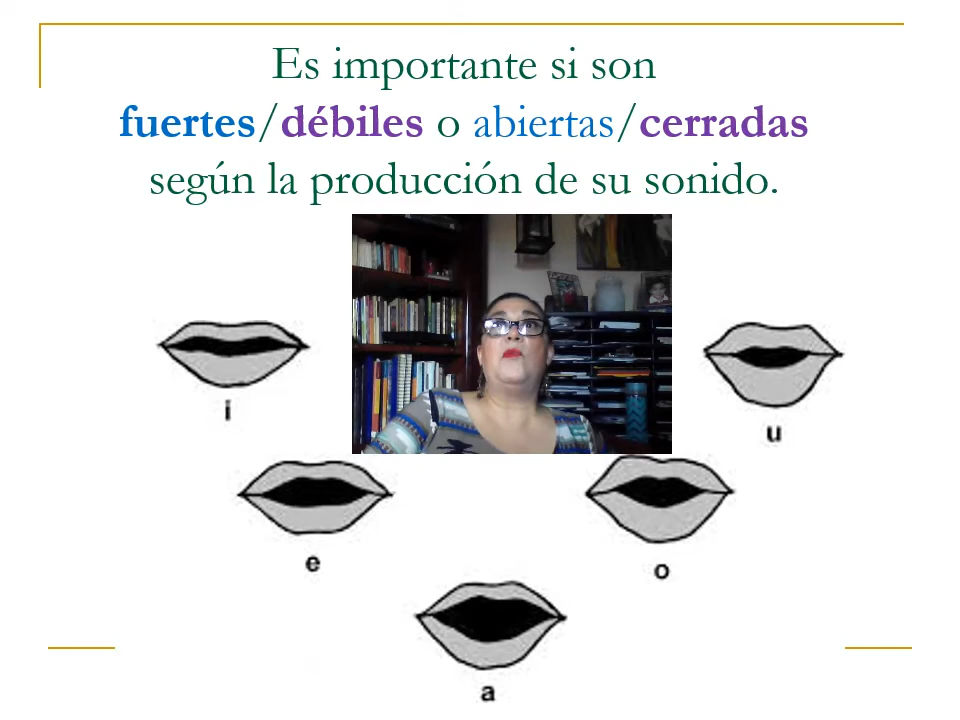 Es importante si son
fuertes/débiles o abiertas/cerradas
según la producción de su sonido.
i
u
e
o
a